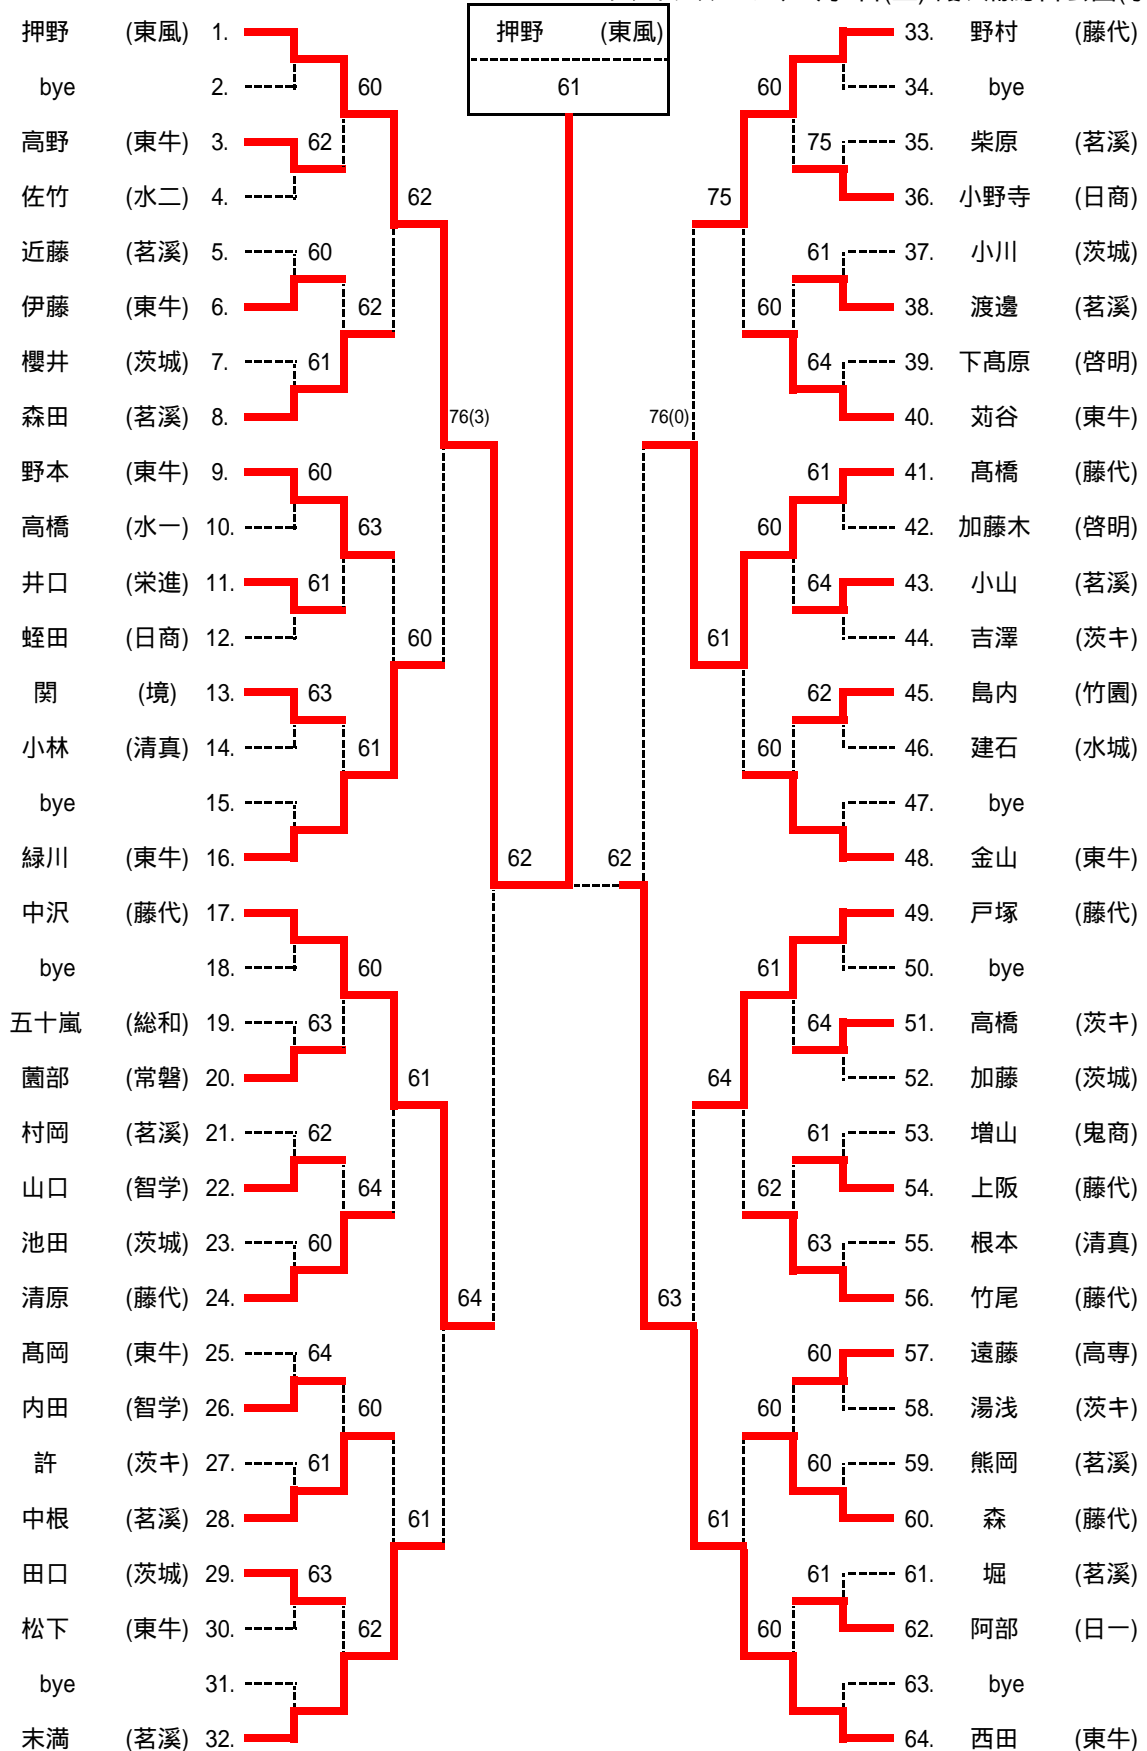 押野 (東風)
61
押野 (東風) 1.
bye 2.
高野 (東牛) 3.
佐竹 (水二) 4.
近藤 (茗溪) 5.
伊藤 (東牛) 6.
櫻井 (茨城) 7.
森田 (茗溪) 8.
野本 (東牛) 9.
高橋 (水一) 10.
井口 (栄進) 11.
蛭田 (日商) 12.
関 (境) 13.
小林 (清真) 14.
bye 15.
緑川 (東牛) 16.
中沢 (藤代) 17.
bye 18.
五十嵐 (総和) 19.
薗部 (常磐) 20.
村岡 (茗溪) 21.
山口 (智学) 22.
池田 (茨城) 23.
清原 (藤代) 24.
髙岡 (東牛) 25.
内田 (智学) 26.
許 (茨キ) 27.
中根 (茗溪) 28.
田口 (茨城) 29.
松下 (東牛) 30.
bye 31.
末満 (茗溪) 32.
62
60
61
60
61
63
63
62
60
64
61
63
60
62
63
61
60
64
60
62
62
60
61
61
76(3)
64
62
33. 野村 (藤代)
34. bye
35. 柴原 (茗溪)
36. 小野寺 (日商)
37. 小川 (茨城)
38. 渡邊 (茗溪)
39. 下髙原 (啓明)
40. 苅谷 (東牛)
41. 髙橋 (藤代)
42. 加藤木 (啓明)
43. 小山 (茗溪)
44. 吉澤 (茨キ)
45. 島内 (竹園)
46. 建石 (水城)
47. bye
48. 金山 (東牛)
49. 戸塚 (藤代)
50. bye
51. 高橋 (茨キ)
52. 加藤 (茨城)
53. 増山 (鬼商)
54. 上阪 (藤代)
55. 根本 (清真)
56. 竹尾 (藤代)
57. 遠藤 (高専)
58. 湯浅 (茨キ)
59. 熊岡 (茗溪)
60. 森 (藤代)
61. 堀 (茗溪)
62. 阿部 (日一)
63. bye
64. 西田 (東牛)
75
61
64
61
64
62
64
61
63
60
60
61
60
60
60
60
61
62
60
60
75
61
64
61
76(0)
63
62